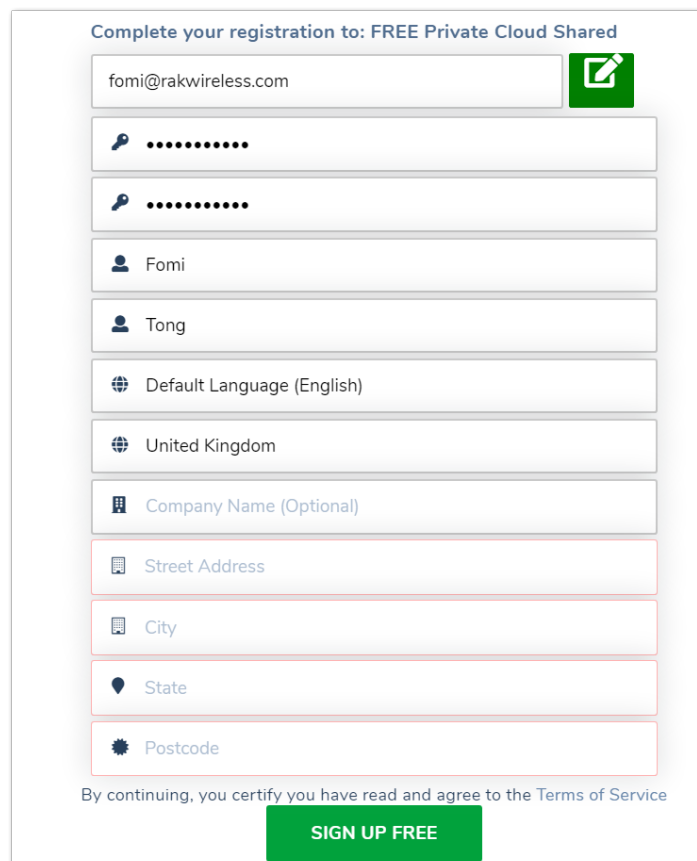 Complete your registration to: FREE Private Cloud Shared
fomi@rakwireless.com
•••••••••••
•••••••••••
Fomi
Tong
Default Language (English)
United Kingdom
Company Name (Optional)
Street Address
City
State
Postcode
By continuing, you certify you have read and agree to the Terms of Service
SIGN UP FREE